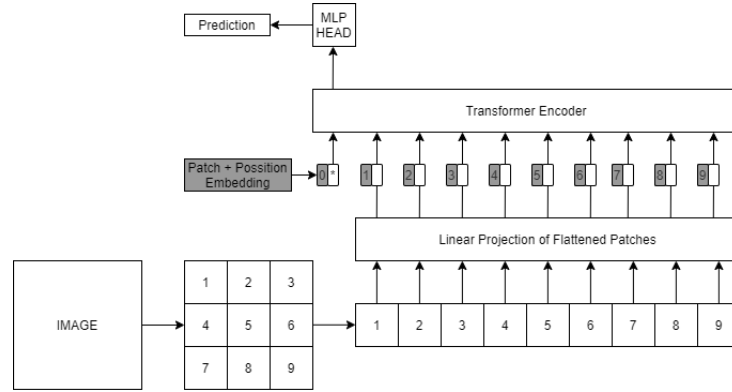 Prediction
MLP
HEAD
Transformer Encoder
Patch + Possition
Embedding
0 *
1
2
3
4
5
6
7
8
9
Linear Projection of Flattened Patches
IMAGE
1 2 3
4 5 6
7 8 9
1 2 3 4 5 6 7 8 9